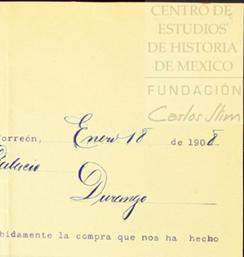 CENTRO DE
ESTUDIOS
DE HISTORIA
DE MEXICO
FUNDACIÓN
Carlos Slim
orreón, Enero 18 de 1908
Palacio
Durango
bidamente la compra que nos ha hecho